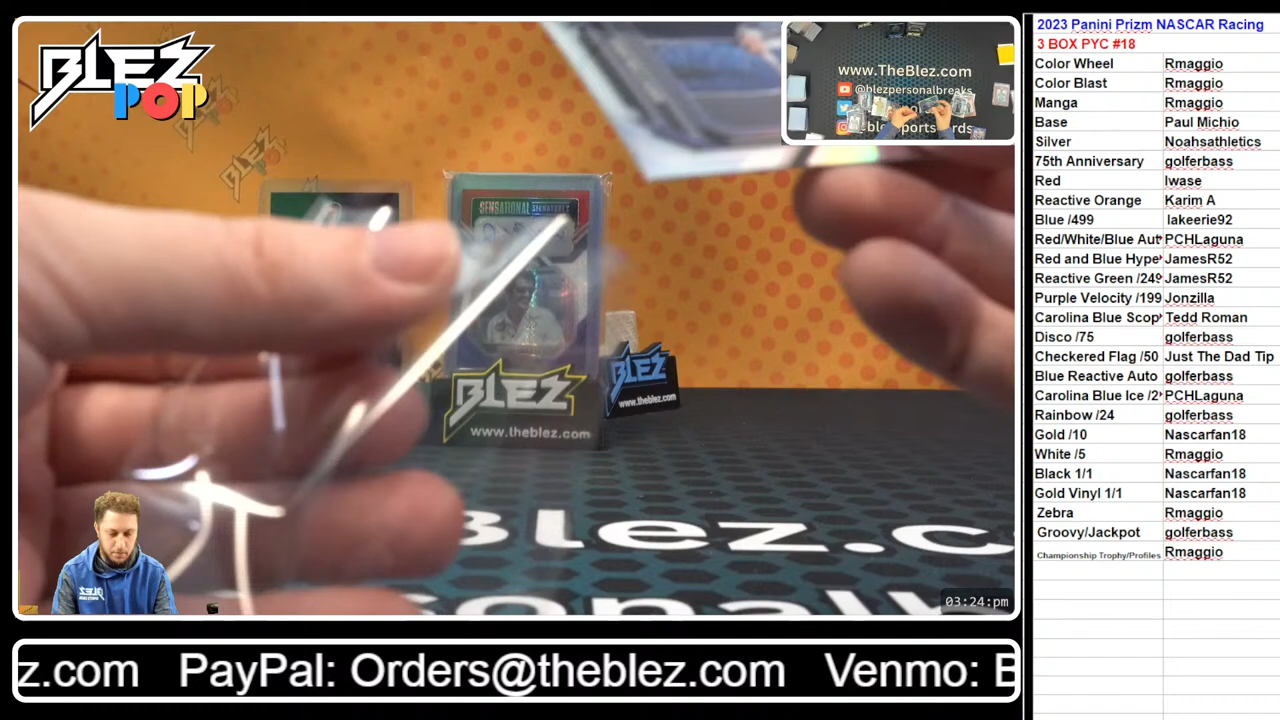 BLEZ
POP
BLEZ
SENSATIONAL SIGNATURES
BLEZ
www.theblez.com
BLEZ
www.theblez.com
www.TheBlez.com
@blezpersonalbreaks
Blez.c
BLEZ
03:24:pm
z.com PayPal: Orders@theblez.com Venmo: B
2023 Panini Prizm NASCAR Racing
3 BOX PYC #18
Color Wheel Rmaggio
Color Blast Rmaggio
Manga Rmaggio
Base Paul Michio
Silver Noahsathletics
75th Anniversary golferbass
Red Iwase
Reactive Orange Karim A
Blue /499 lakeerie92
Red/White/Blue Aut PCHLaguna
Red and Blue Hype JamesR52
Reactive Green /249 JamesR52
Purple Velocity /199 Jonzilla
Carolina Blue Scop Tedd Roman
Disco /75 golferbass
Checkered Flag /50 Just The Dad Tip
Blue Reactive Auto golferbass
Carolina Blue Ice /2 PCHLaguna
Rainbow /24 golferbass
Gold /10 Nascarfan18
White /5 Rmaggio
Black 1/1 Nascarfan18
Gold Vinyl 1/1 Nascarfan18
Zebra Rmaggio
Groovy/Jackpot golferbass
Championship Trophy/Profiles Rmaggio